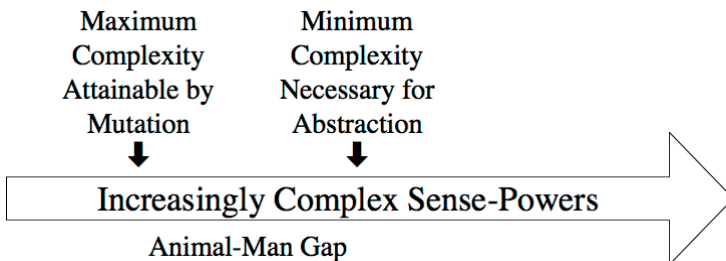 Maximum
Complexity
Attainable by
Mutation
Minimum
Complexity
Necessary for
Abstraction
Increasingly Complex Sense-Powers
Animal-Man Gap